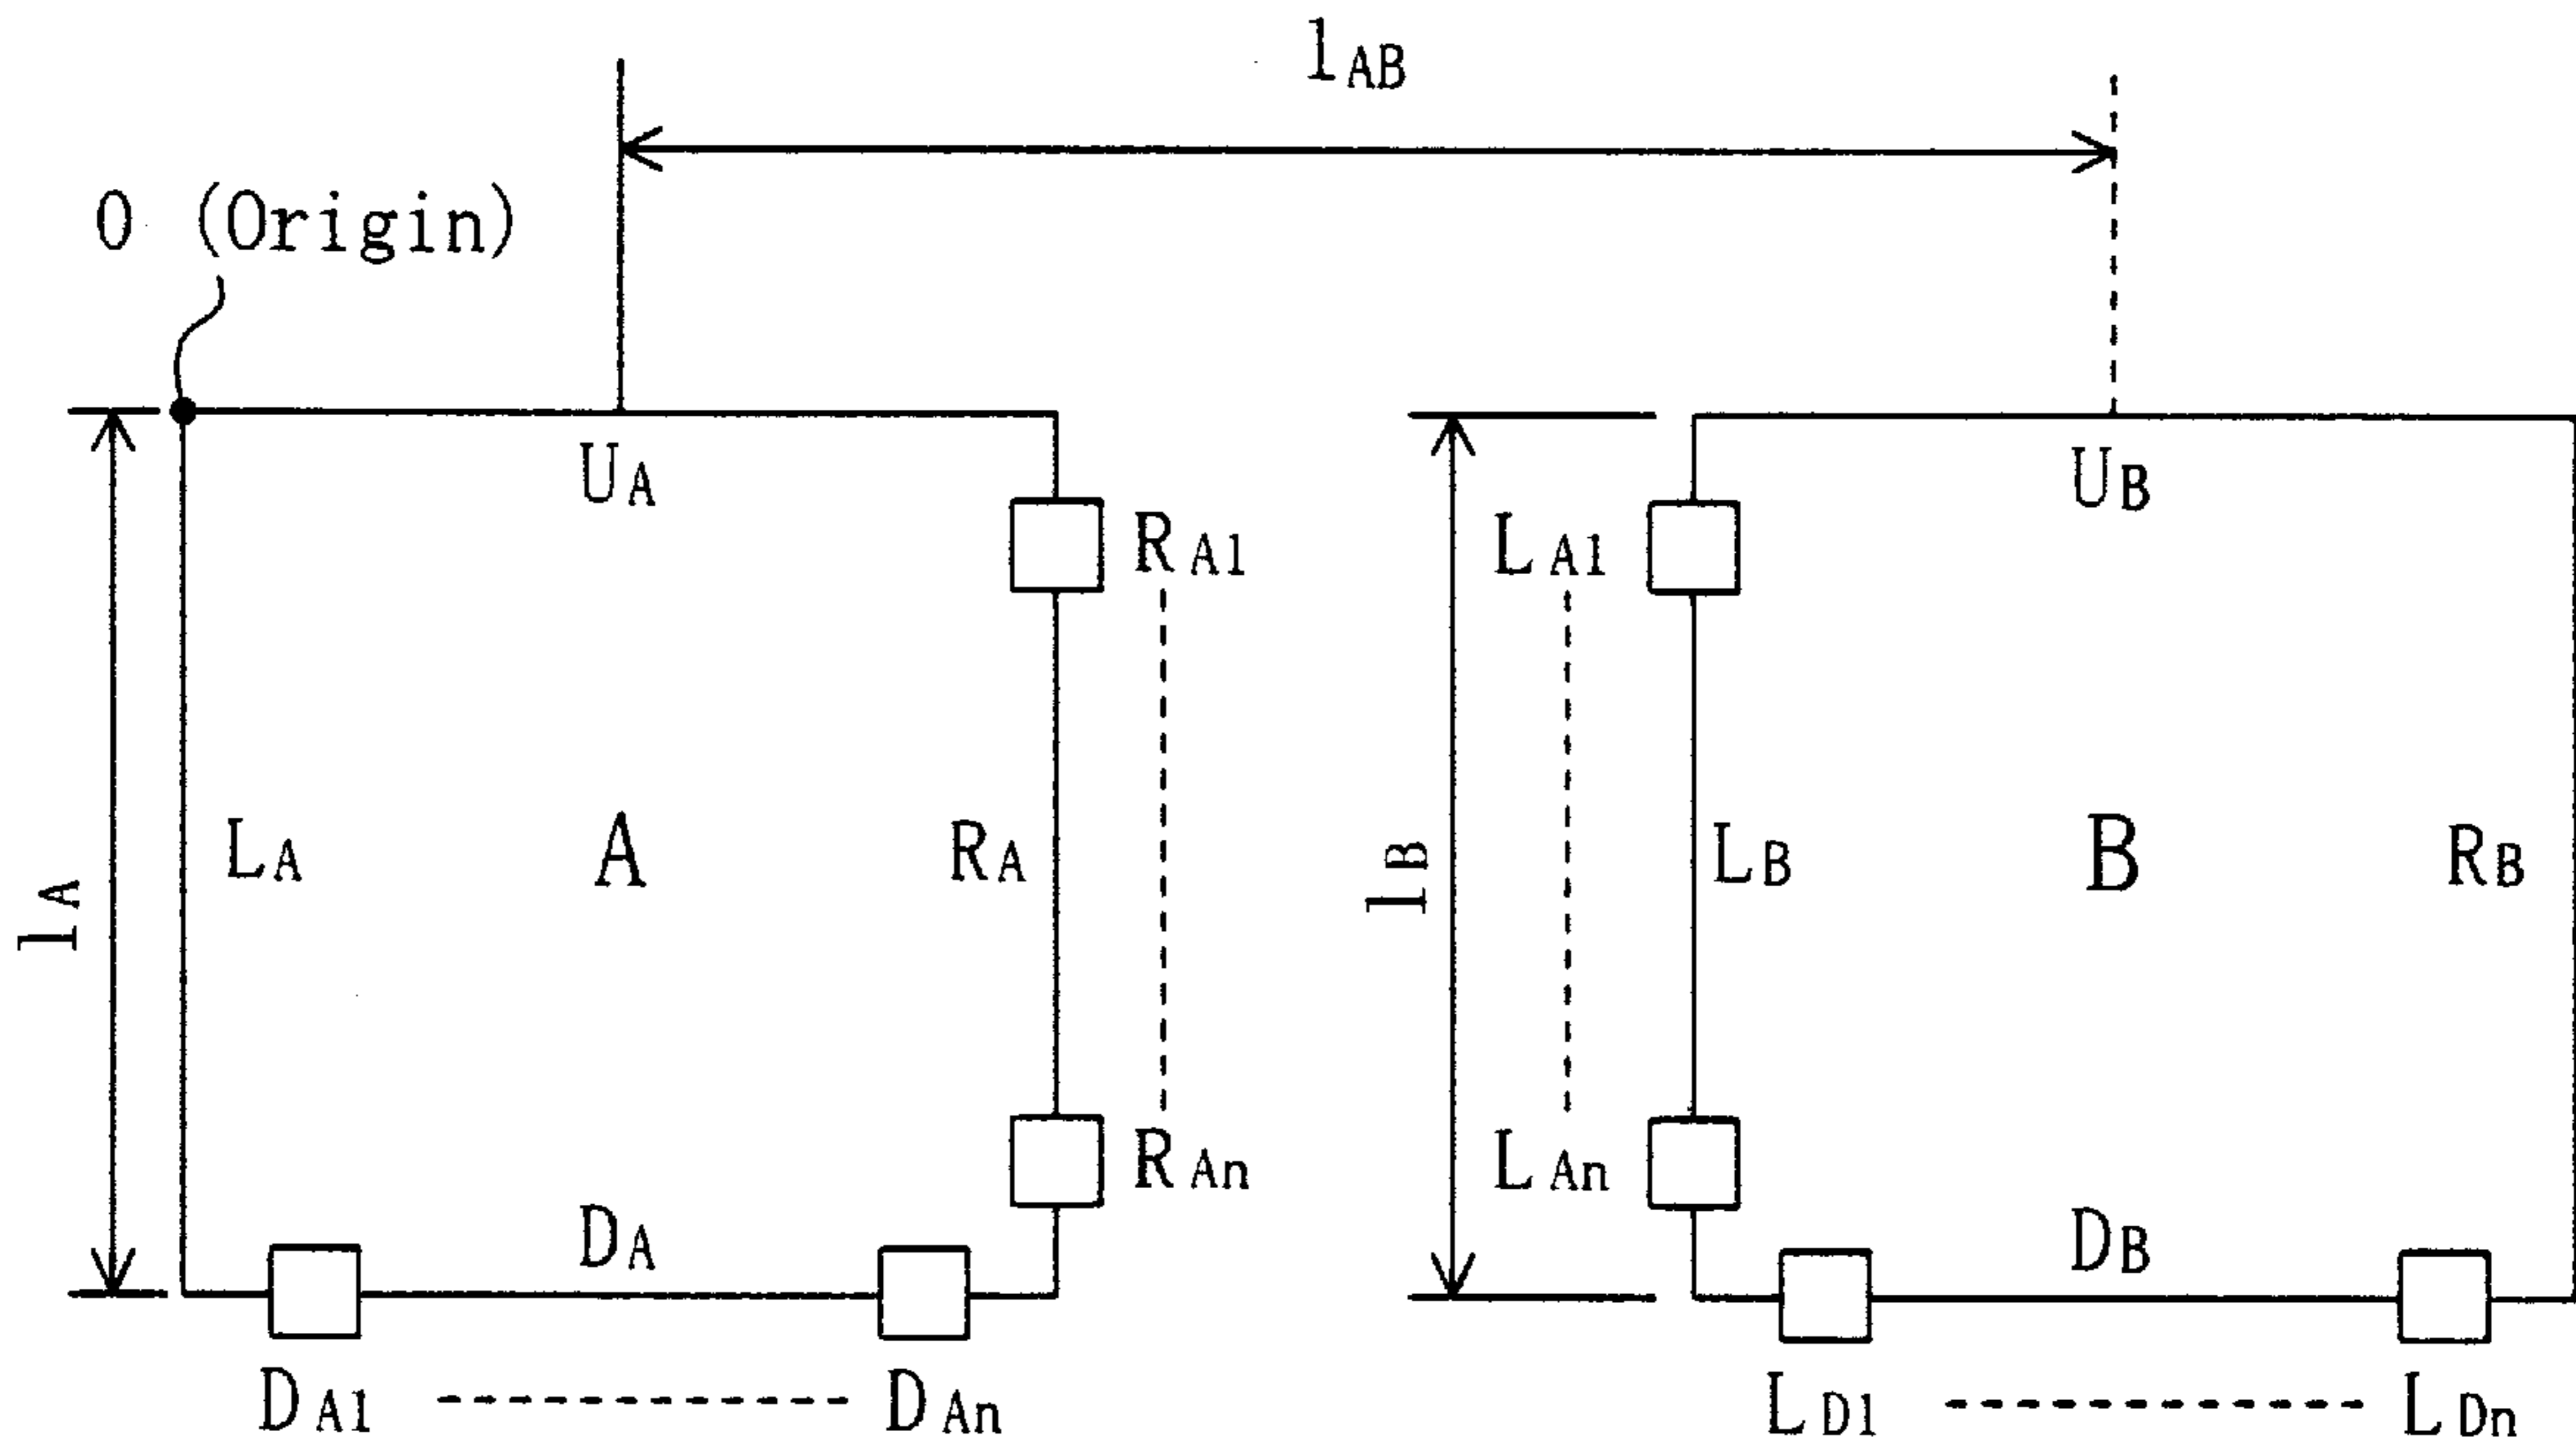 lAB
O (Origin)
UA
UB
RA1
LA1
LA
A
RA
lA
lB
LB
B
RB
RAn
LAn
DA
DB
DA1
DAn
LD1
LDn